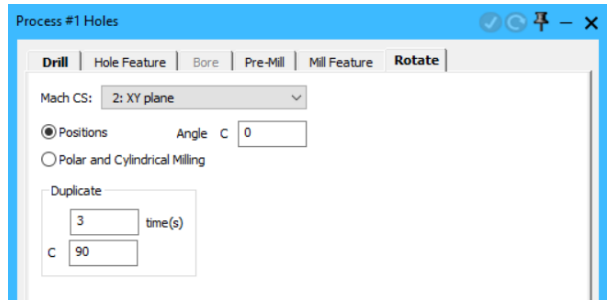 Process #1 Holes
Drill Hole Feature Bore Pre-Mill Mill Feature Rotate
Mach CS: 2: XY plane
Positions Angle C 0
Polar and Cylindrical Milling
Duplicate
3 time(s)
C 90